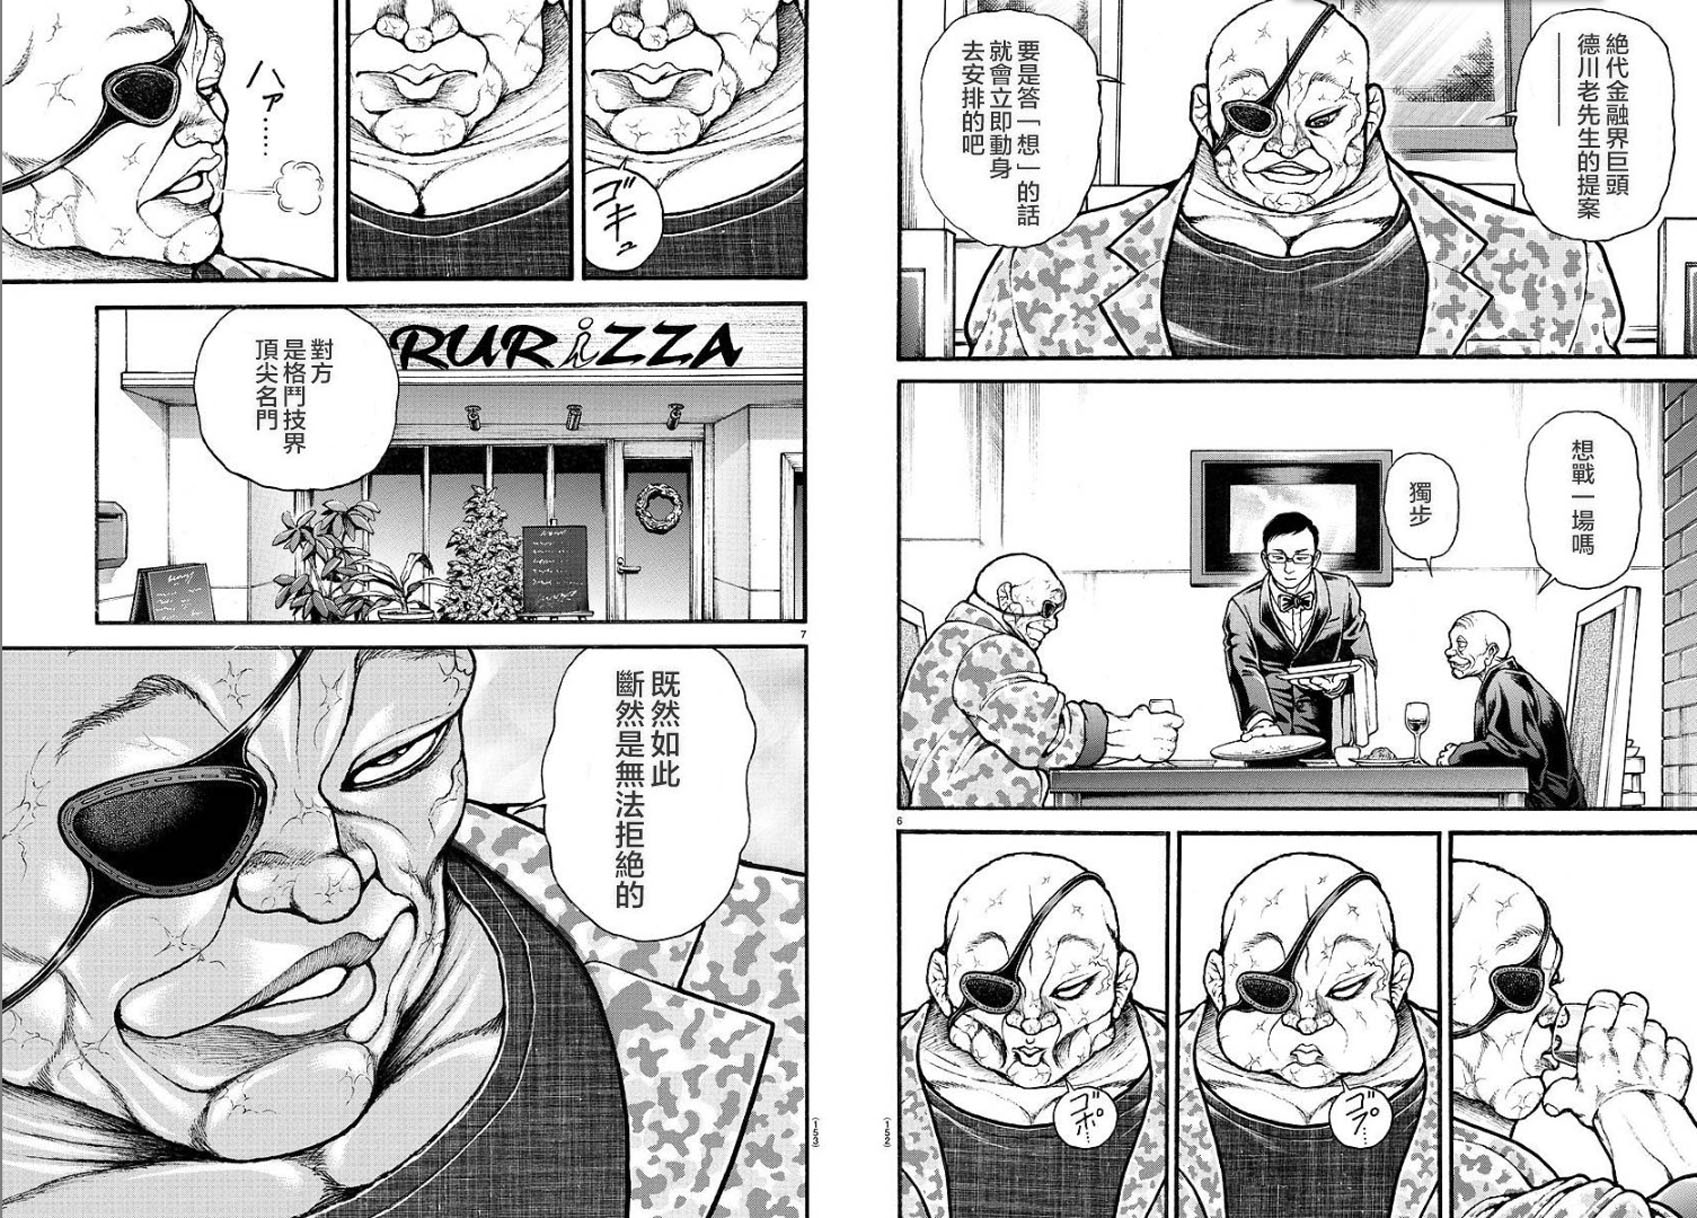 絕代金融界巨頭
德川老先生的提案
——
要是答「想」的話
就會立即動身
去安排的吧
想戰一場嗎
獨步
6
ゴプ…
ゴポ…
152
ゴキュ
ハァ……
RURiZZA
對方
是格鬥技界
頂尖名門
7
既然如此
斷然是無法拒絕的
153